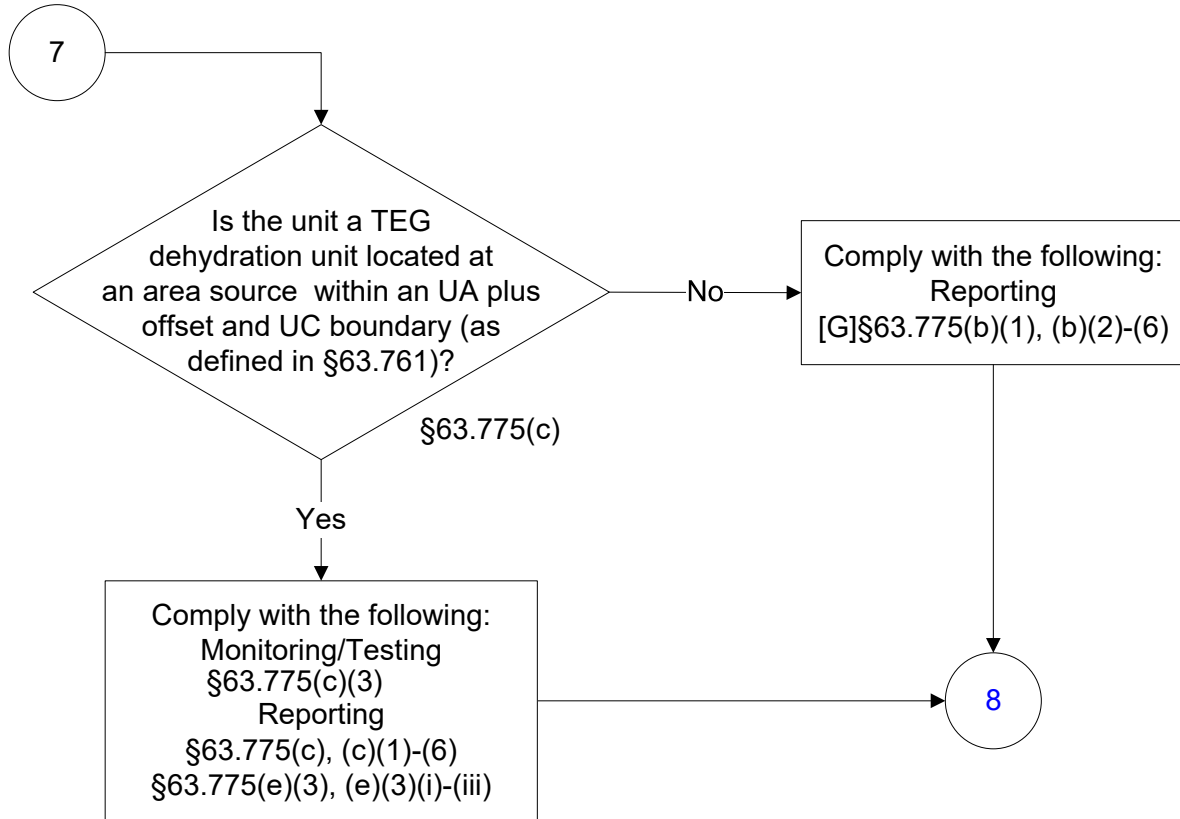 7
Is the unit a TEG
dehydration unit located at
an area source within an UA plus
offset and UC boundary (as
defined in §63.761)?
§63.775(c)
No
Comply with the following:
Reporting
[G]§63.775(b)(1), (b)(2)-(6)
Yes
Comply with the following:
Monitoring/Testing
§63.775(c)(3)
Reporting
§63.775(c), (c)(1)-(6)
§63.775(e)(3), (e)(3)(i)-(iii)
8